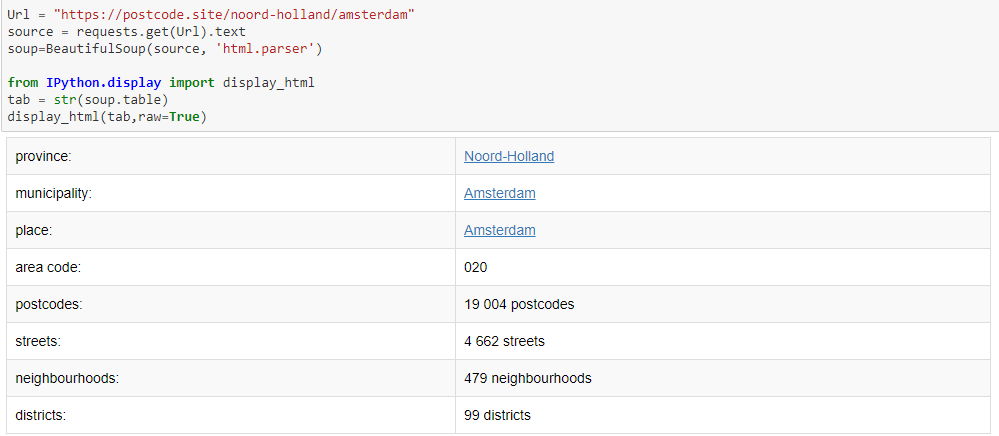 Url = "https://postcode.site/noord-holland/amsterdam"
source = requests.get(Url).text
soup=BeautifulSoup(source, 'html.parser')
from IPython.display import display_html
tab = str(soup.table)
display_html(tab,raw=True)
province: Noord-Holland
municipality: Amsterdam
place: Amsterdam
area code: 020
postcodes: 19 004 postcodes
streets: 4 662 streets
neighbourhoods: 479 neighbourhoods
districts: 99 districts